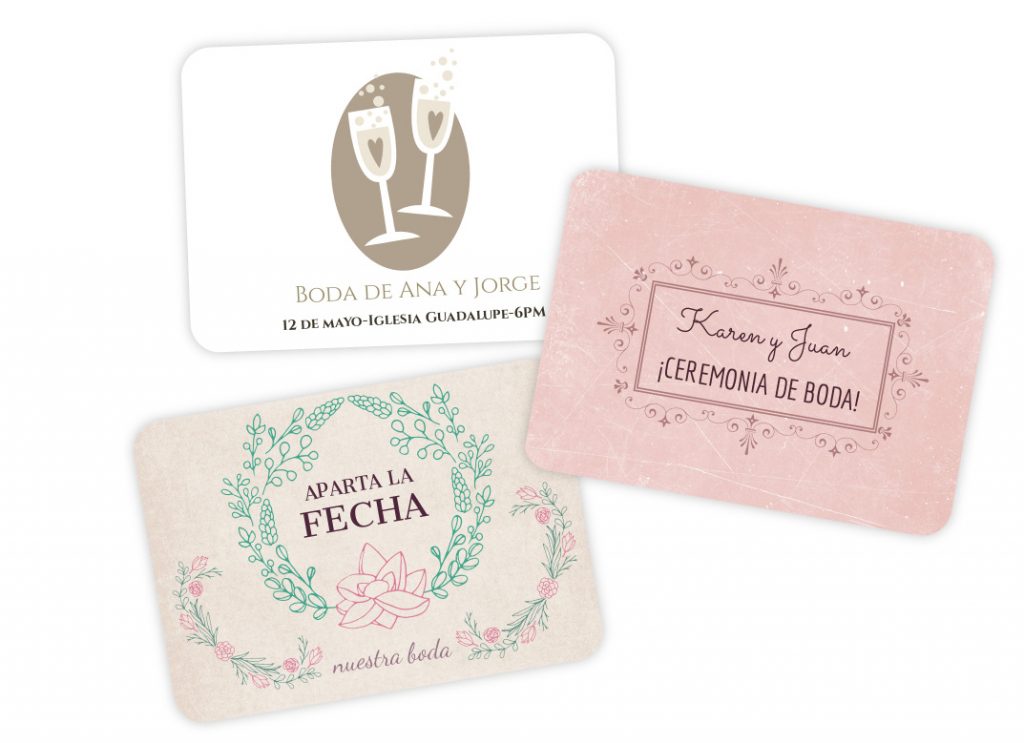 Boda de Ana y Jorge
12 de mayo-Iglesia Guadalupe-6PM
Karen y Juan
¡CEREMONIA DE BODA!
APARTA LA
FECHA
nuestra boda